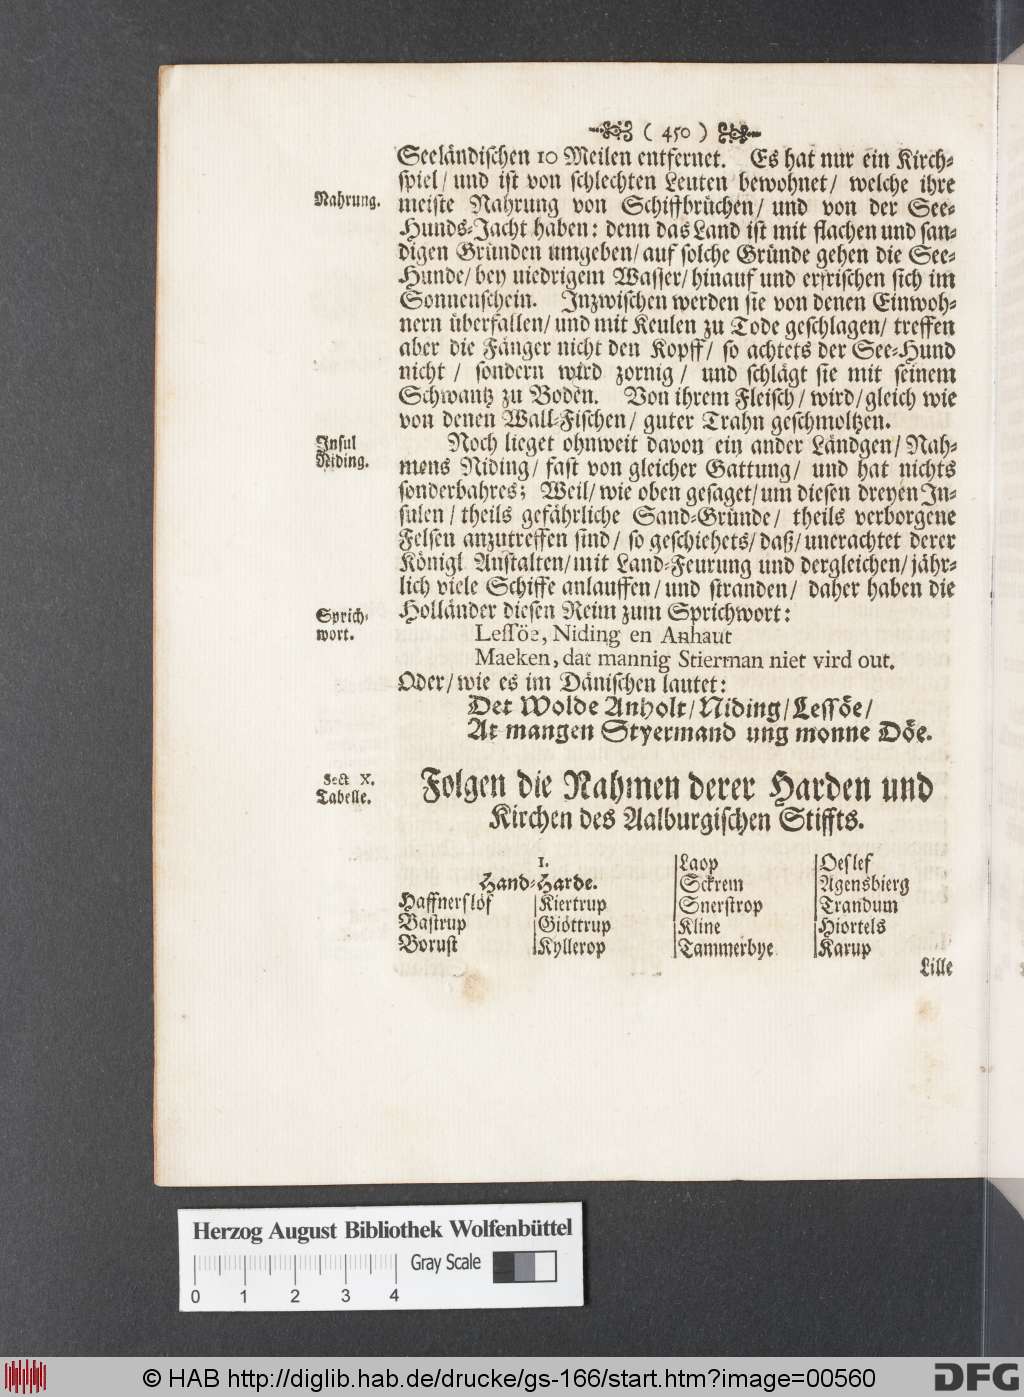 ( 450 )
Seeländischen 10 Meilen entfernet. Es hat nur ein Kirch-
spiel / und ist von schlechten Leuten bewohnet / welche ihre
Nahrung.
meiste Nahrung von Schiffbrüchen / und von der See-
Hunds-Jacht haben: denn das Land ist mit flachen und san-
digen Gründen umgeben / auf solche Gründe gehen die See-
Hunde / bey niedrigem Wasser / hinauf und erfrischen sich im
Sonnenschein. Inzwischen werden sie von denen Einwoh-
nern überfallen / und mit Keulen zu Tode geschlagen / treffen
aber die Fänger nicht den Kopff / so achtets der See-Hund
nicht / sondern wird zornig / und schlägt sie mit seinem
Schwantz zu Boden. Von ihrem Fleisch / wird / gleich wie
von denen Wall-Fischen / guter Trahn geschmoltzen.
Insul
Niding.
Noch lieget ohnweit davon ein ander Ländgen / Nah-
mens Niding / fast von gleicher Gattung / und hat nichts
sonderbahres; Weil / wie oben gesaget / um diesen dreyen In-
sulen / theils gefährliche Sand-Gründe / theils verborgene
Felsen anzutreffen sind / so geschiehets / daß / unerachtet derer
Königl Anstalten / mit Land-Feurung und dergleichen / jähr-
lich viele Schiffe anlauffen / und stranden / daher haben die
Sprich-
wort.
Holländer diesen Reim zum Sprichwort:
Lessöe, Niding en Anhaut
Maeken, dat mannig Stierman niet vird out.
Oder / wie es im Dänischen lautet:
Det Wolde Anholt / Niding / Lessöe /
At mangen Styermand ung monne Döe.
Sect X.
Tabelle.
Folgen die Nahmen derer Harden und
Kirchen des Aalburgischen Stiffts.
1.
Hand-Harde.
Haffnerslöf
Bastrup
Borust
Kiertrup
Giöttrup
Kyllerop
Laop
Sckrem
Snerstrop
Kline
Tammerbye
Oeslef
Agensbierg
Trandum
Hiortels
Karup
Lille
Herzog August Bibliothek Wolfenbüttel
Gray Scale
0 1 2 3 4
© HAB http://diglib.hab.de/drucke/gs-166/start.htm?image=00560
DFG